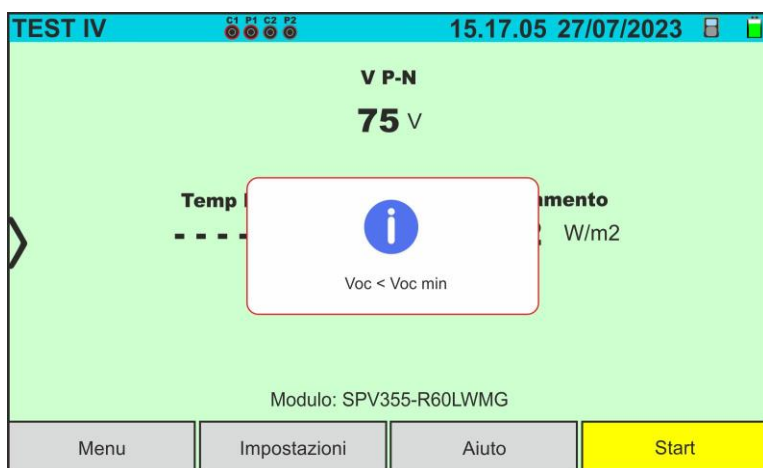 TEST IV C1 P1 C2 P2 15.17.05 27/07/2023
V P-N
75 V
Temp
- - - - W/m2
Voc < Voc min
Modulo: SPV355-R60LWMG
Menu Impostazioni Aiuto Start